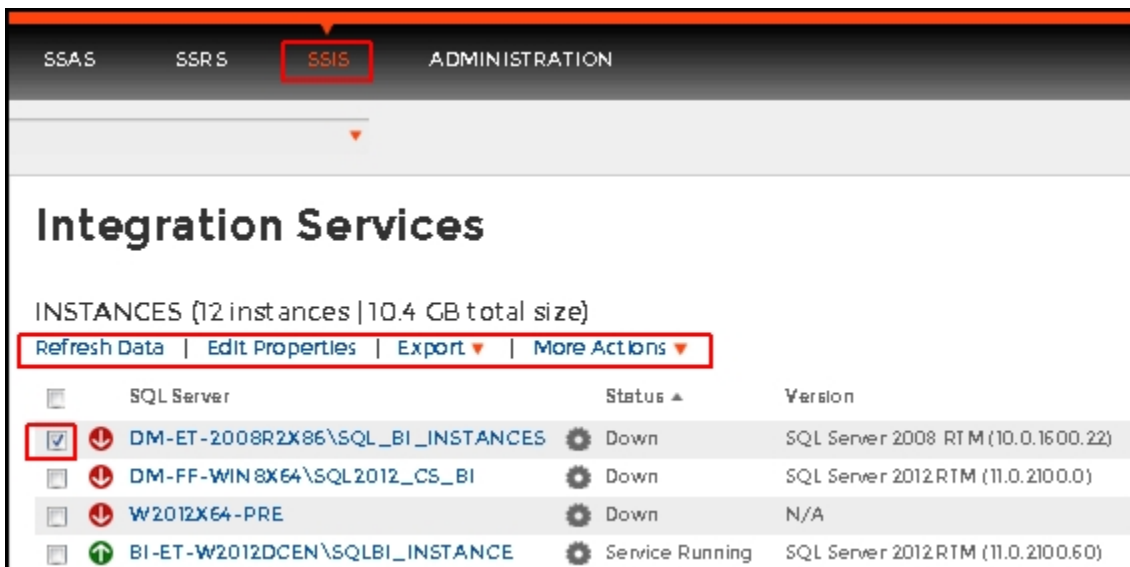 SSAS SSRS SSIS ADMINISTRATION
Integration Services
INSTANCES (12 instances | 10.4 GB total size)
Refresh Data | Edit Properties | Export | More Actions
SQL Server Status Version
DM-ET-2008R2X86\SQL_BI_INSTANCES Down SQL Server 2008 RTM (10.0.1600.22)
DM-FF-WIN8X64\SQL2012_CS_BI Down SQL Server 2012 RTM (11.0.2100.0)
W2012X64-PRE Down N/A
BI-ET-W2012DCEN\SQLBI_INSTANCE Service Running SQL Server 2012 RTM (11.0.2100.60)